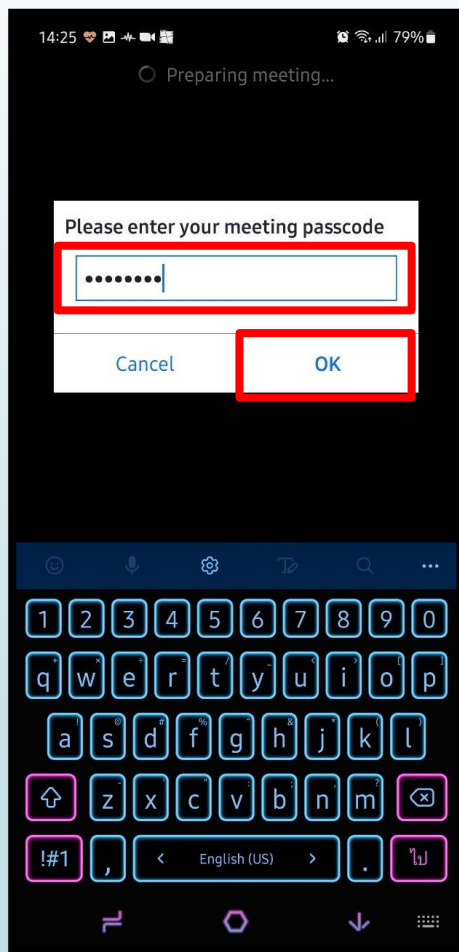 14:25 79%
Preparing meeting...
Please enter your meeting passcode
••••••••
Cancel OK
1 2 3 4 5 6 7 8 9 0
q w e r t y u i o p
a s d f g h j k l
z x c v b n m
!#1 , < English (US) > . ไป